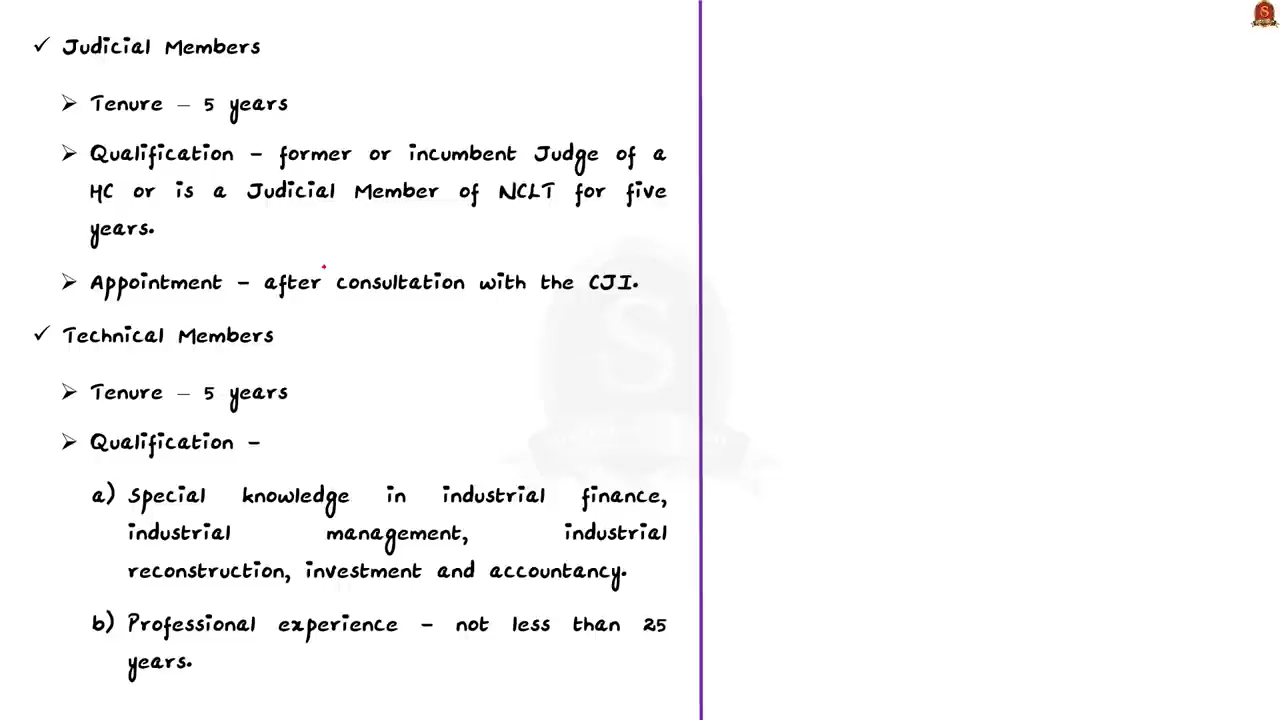 ✓ Judicial Members
➢ Tenure – 5 years
➢ Qualification – former or incumbent Judge of a
HC or is a Judicial Member of NCLT for five
years.
➢ Appointment – after consultation with the CJI.
✓ Technical Members
➢ Tenure – 5 years
➢ Qualification –
a) Special knowledge in industrial finance,
industrial management, industrial
reconstruction, investment and accountancy.
b) Professional experience – not less than 25
years.
S